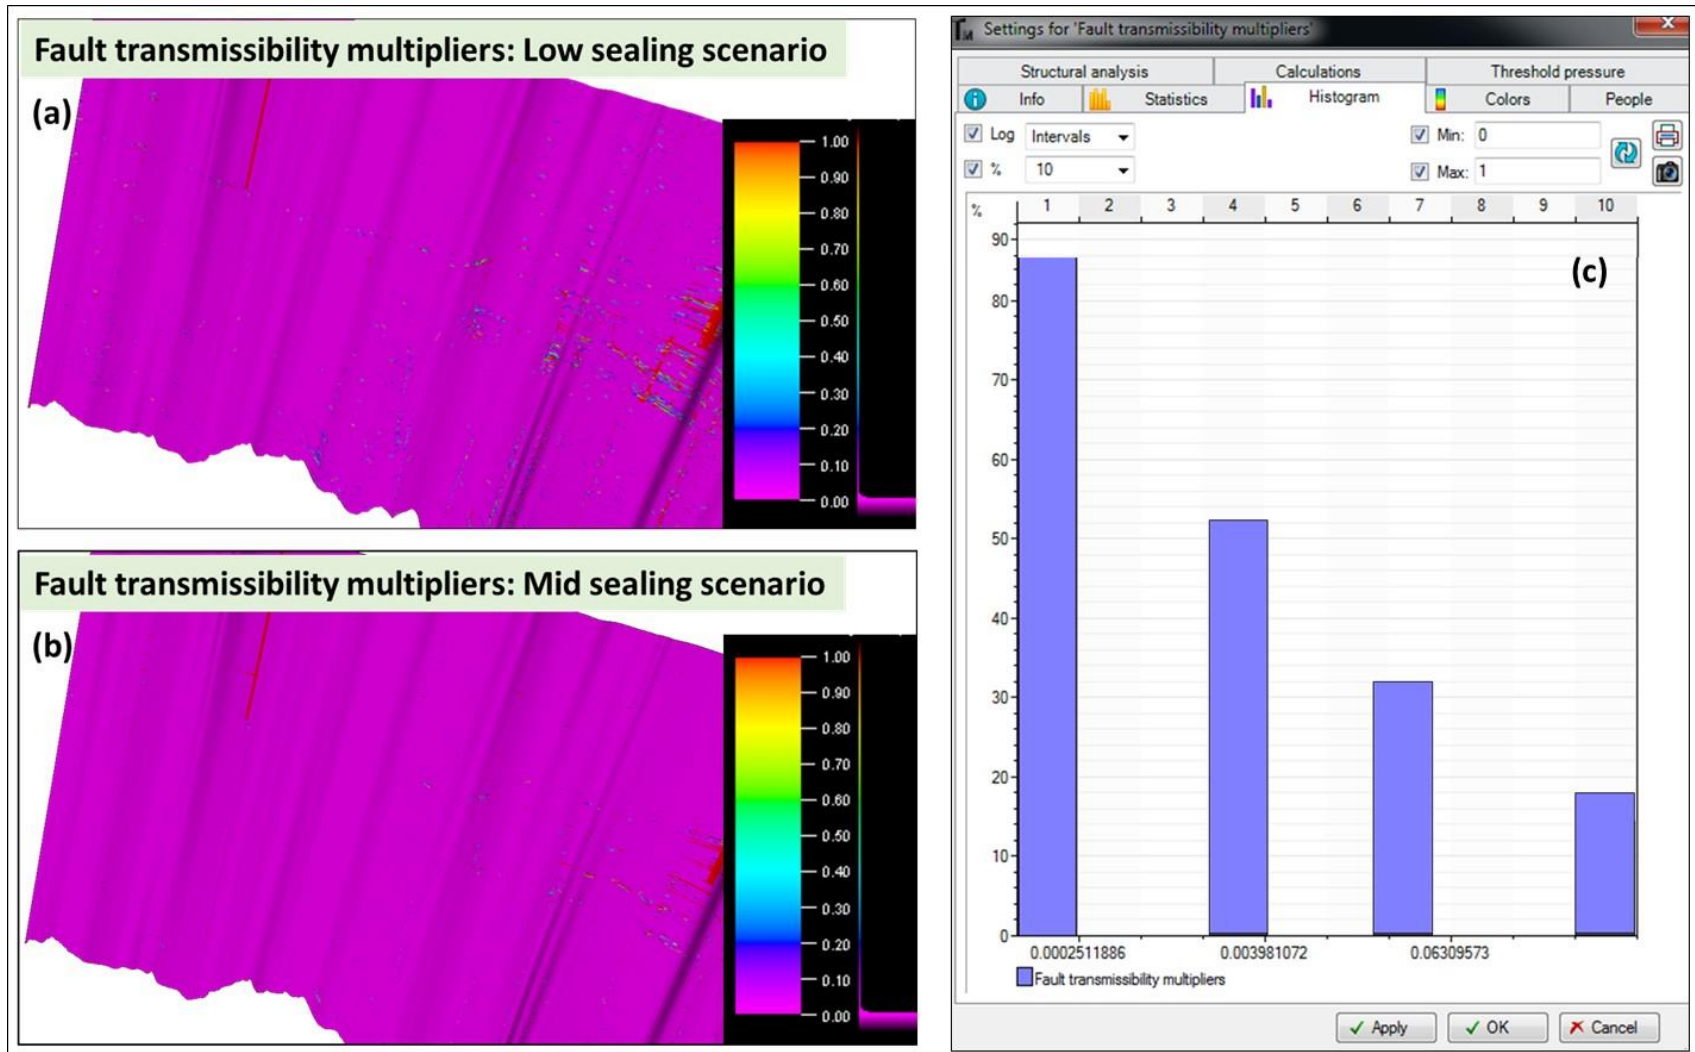 Fault transmissibility multipliers: Low sealing scenario
(a)
1.00
0.90
0.80
0.70
0.60
0.50
0.40
0.30
0.20
0.10
0.00
Fault transmissibility multipliers: Mid sealing scenario
(b)
1.00
0.90
0.80
0.70
0.60
0.50
0.40
0.30
0.20
0.10
0.00
Settings for 'Fault transmissibility multipliers'
Structural analysis Calculations Threshold pressure
Info Statistics Histogram Colors People
Log Intervals Min: 0
% 10 Max: 1
% 1 2 3 4 5 6 7 8 9 10
(c)
90
80
70
60
50
40
30
20
10
0
0.0002511886 0.003981072 0.06309573
Fault transmissibility multipliers
Apply OK Cancel